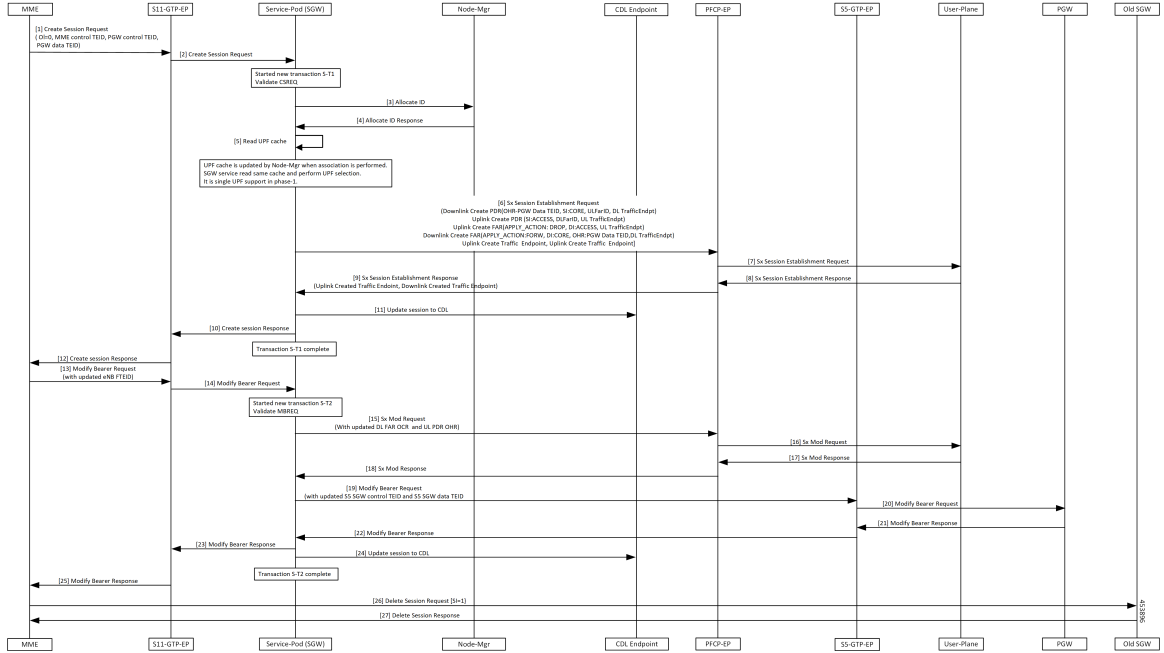 MME
S11-GTP-EP
Service-Pod (SGW)
Node-Mgr
CDL Endpoint
PFCP-EP
S5-GTP-EP
User-Plane
PGW
Old SGW
[1] Create Session Request
( OI=0, MME control TEID, PGW control TEID,
PGW data TEID)
[2] Create Session Request
Started new transaction S-T1
Validate CSREQ
[3] Allocate ID
[4] Allocate ID Response
[5] Read UPF cache
UPF cache is updated by Node-Mgr when association is performed.
SGW service read same cache and perform UPF selection.
It is single UPF support in phase-1.
[6] Sx Session Establishment Request
(Downlink Create PDR(OHR-PGW Data TEID, SI:CORE, ULFarID, DL TrafficEndpt)
Uplink Create PDR (SI:ACCESS, DLFarID, UL TrafficEndpt)
Uplink Create FAR(APPLY_ACTION: DROP, DI:ACCESS, UL TrafficEndpt)
Downlink Create FAR(APPLY_ACTION:FORW, DI:CORE, OHR:PGW Data TEID,DL TrafficEndpt)
Uplink Create Traffic Endpoint, Uplink Create Traffic Endpoint]
[7] Sx Session Establishment Request
[8] Sx Session Establishment Response
[9] Sx Session Establishment Response
(Uplink Created Traffic Endoint, Downlink Created Traffic Endpoint)
[11] Update session to CDL
[10] Create session Response
Transaction S-T1 complete
[12] Create session Response
[13] Modify Bearer Request
(with updated eNB FTEID)
[14] Modify Bearer Request
Started new transaction S-T2
Validate MBREQ
[15] Sx Mod Request
(With updated DL FAR OCR and UL PDR OHR)
[16] Sx Mod Request
[17] Sx Mod Response
[18] Sx Mod Response
[19] Modify Bearer Request
(with updated S5 SGW control TEID and S5 SGW data TEID
[20] Modify Bearer Request
[21] Modify Bearer Response
[22] Modify Bearer Response
[23] Modify Bearer Response
[24] Update session to CDL
Transaction S-T2 complete
[25] Modify Bearer Response
[26] Delete Session Request [SI=1]
[27] Delete Session Response
453896
MME
S11-GTP-EP
Service-Pod (SGW)
Node-Mgr
CDL Endpoint
PFCP-EP
S5-GTP-EP
User-Plane
PGW
Old SGW